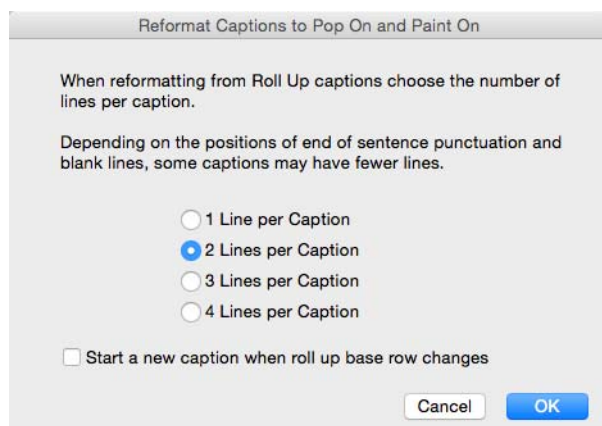 Reformat Captions to Pop On and Paint On
When reformatting from Roll Up captions choose the number of
lines per caption.
Depending on the positions of end of sentence punctuation and
blank lines, some captions may have fewer lines.
1 Line per Caption
2 Lines per Caption
3 Lines per Caption
4 Lines per Caption
Start a new caption when roll up base row changes
Cancel OK